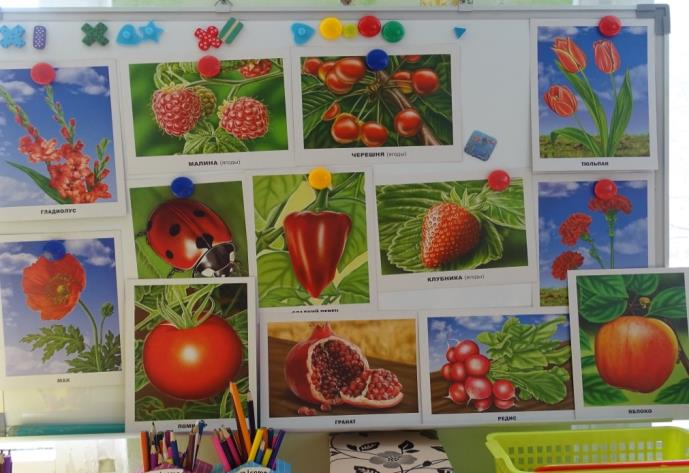 МАЛИНА (ягоды)
ЧЕРЕШНЯ (ягоды)
ТЮЛЬПАН
ГЛАДИОЛУС
КЛУБНИКА (ягоды)
МАК
ГРАНАТ
РЕДИС
ЯБЛОКО